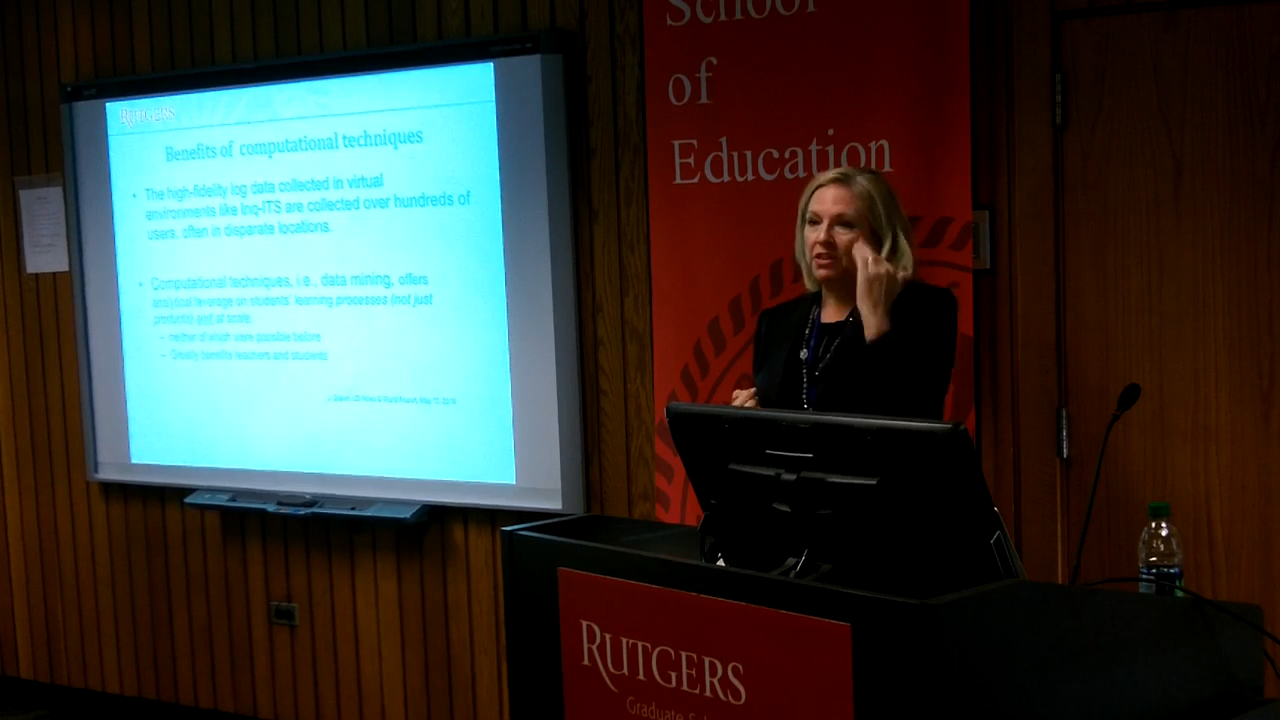 RUTGERS
Benefits of computational techniques
• The high-fidelity log data collected in virtual
environments like Inq-ITS are collected over hundreds of
users, often in disparate locations.
• Computational techniques, i.e., data mining, offers
analytical leverage on students' learning processes (not just
products) and at scale.
– neither of which were possible before
– Greatly benefits teachers and students
School
of
Education
RUTGERS
Graduate